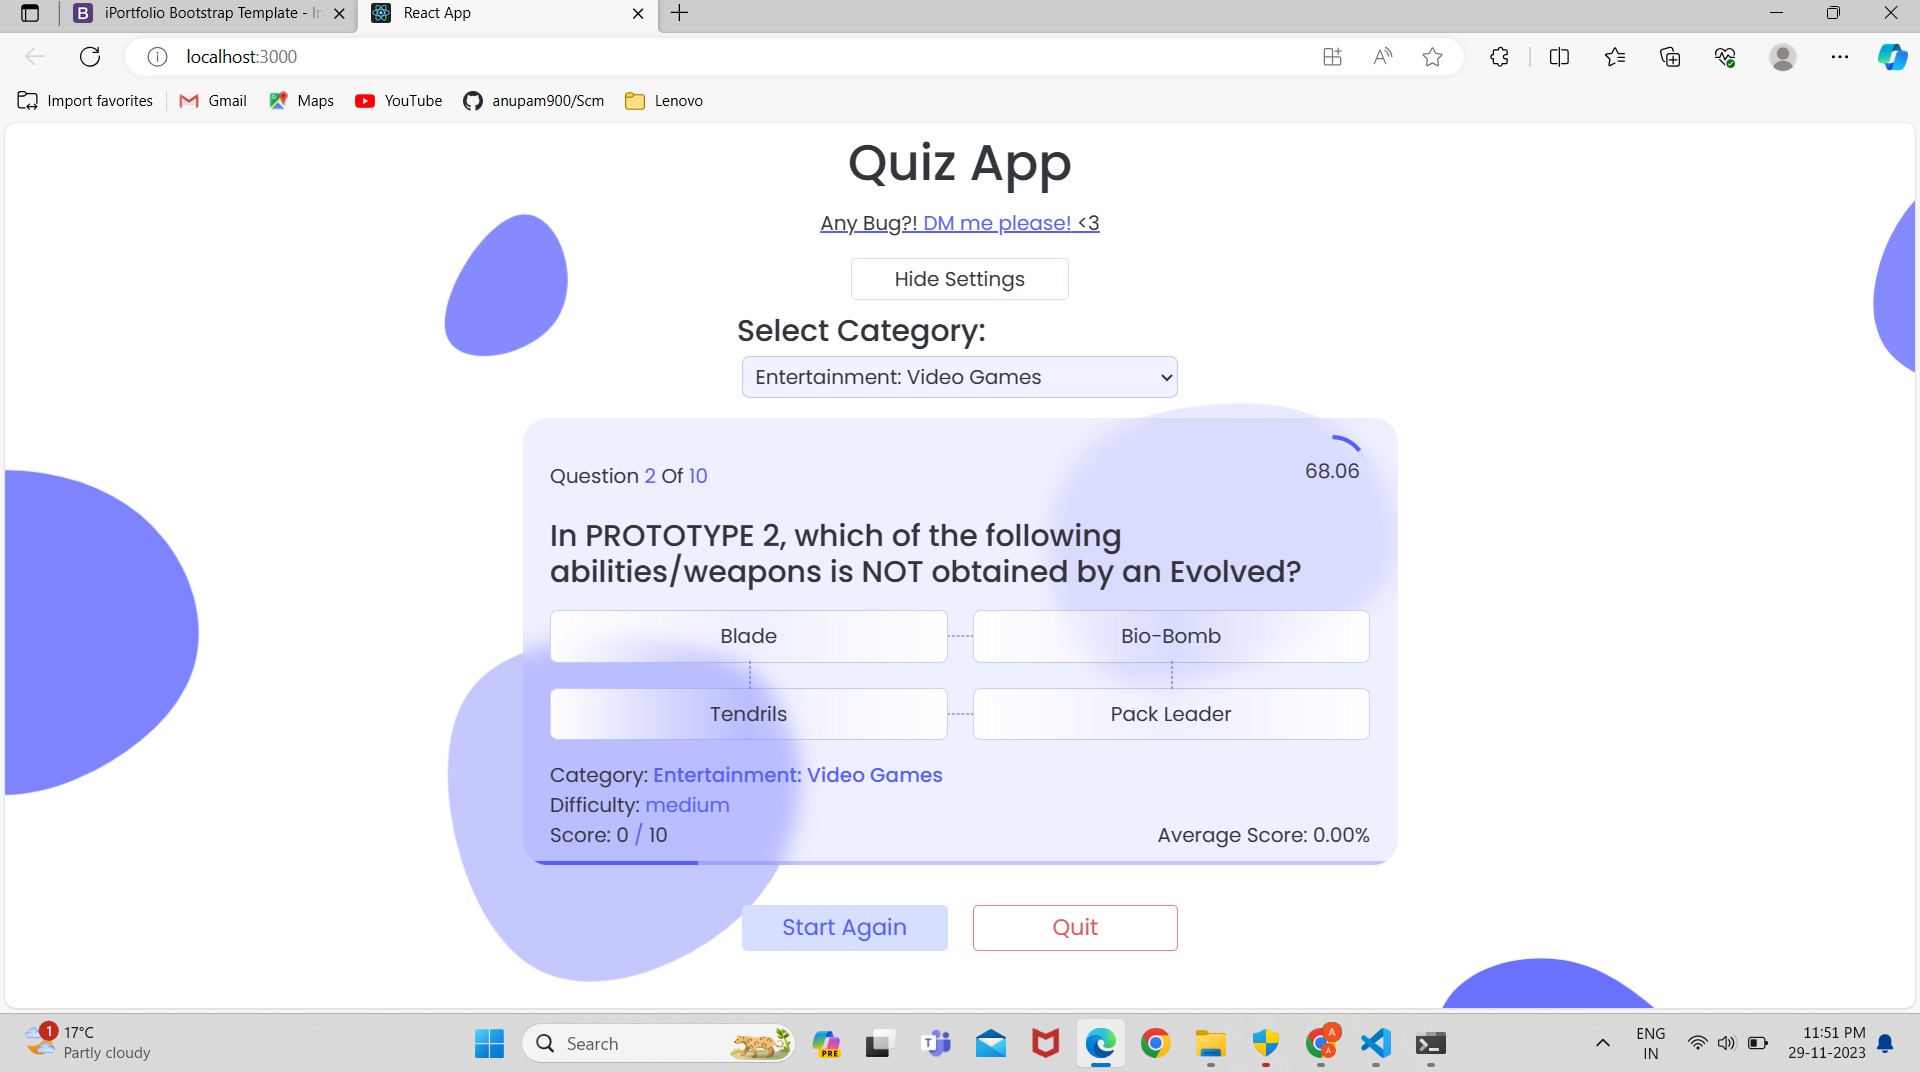 iPortfolio Bootstrap Template - In
React App
localhost:3000
Import favorites
Gmail
Maps
YouTube
anupam900/Scm
Lenovo
Quiz App
Any Bug?! DM me please! <3
Hide Settings
Select Category:
Entertainment: Video Games
68.06
Question 2 Of 10
In PROTOTYPE 2, which of the following
abilities/weapons is NOT obtained by an Evolved?
Blade
Bio-Bomb
Tendrils
Pack Leader
Category: Entertainment: Video Games
Difficulty: medium
Score: 0 / 10
Average Score: 0.00%
Start Again
Quit
1
17°C
Partly cloudy
Search
PRE
A
A
ENG
IN
11:51 PM
29-11-2023